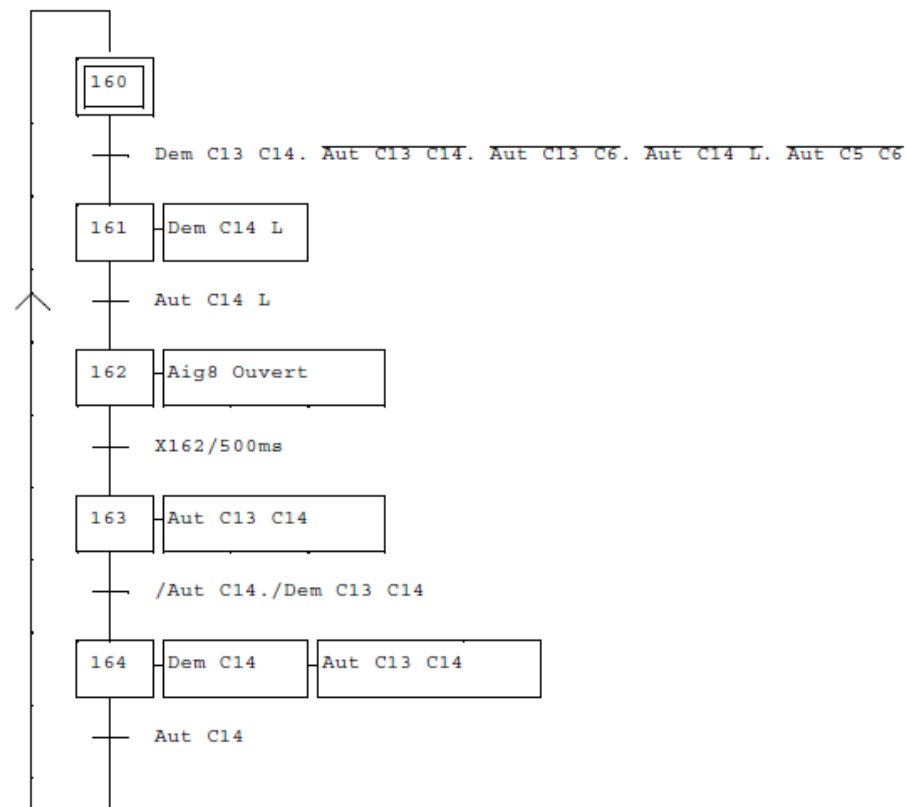 160
Dem C13 C14. Aut C13 C14. Aut C13 C6. Aut C14 L. Aut C5 C6
161 Dem C14 L
Aut C14 L
162 Aig8 Ouvert
X162/500ms
163 Aut C13 C14
/Aut C14./Dem C13 C14
164 Dem C14 Aut C13 C14
Aut C14